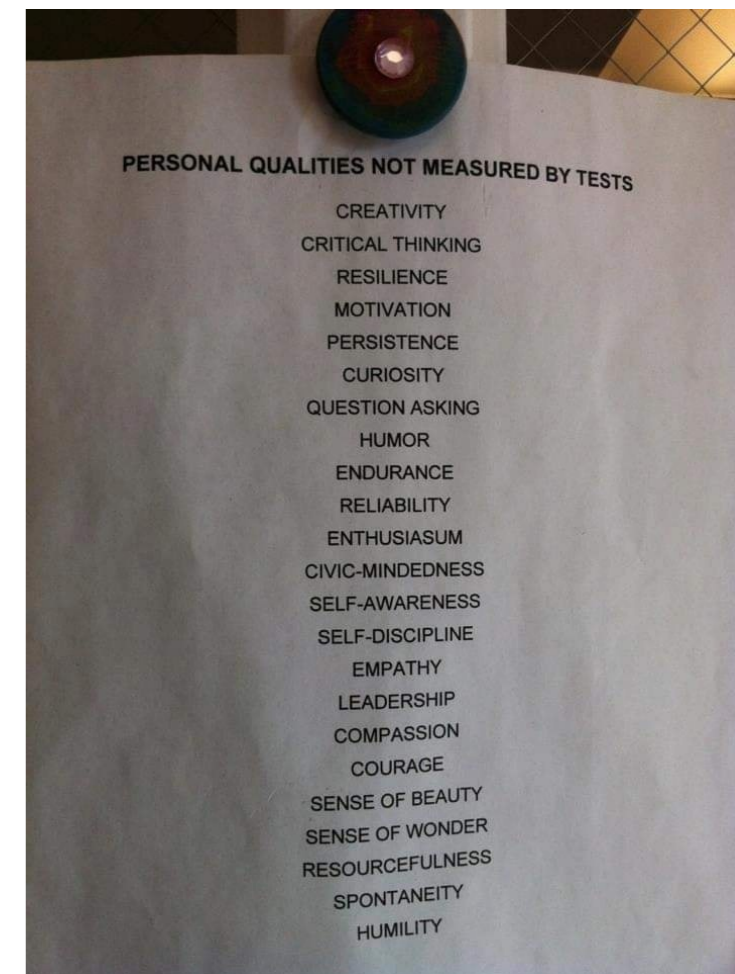 PERSONAL QUALITIES NOT MEASURED BY TESTS
CREATIVITY
CRITICAL THINKING
RESILIENCE
MOTIVATION
PERSISTENCE
CURIOSITY
QUESTION ASKING
HUMOR
ENDURANCE
RELIABILITY
ENTHUSIASUM
CIVIC-MINDEDNESS
SELF-AWARENESS
SELF-DISCIPLINE
EMPATHY
LEADERSHIP
COMPASSION
COURAGE
SENSE OF BEAUTY
SENSE OF WONDER
RESOURCEFULNESS
SPONTANEITY
HUMILITY